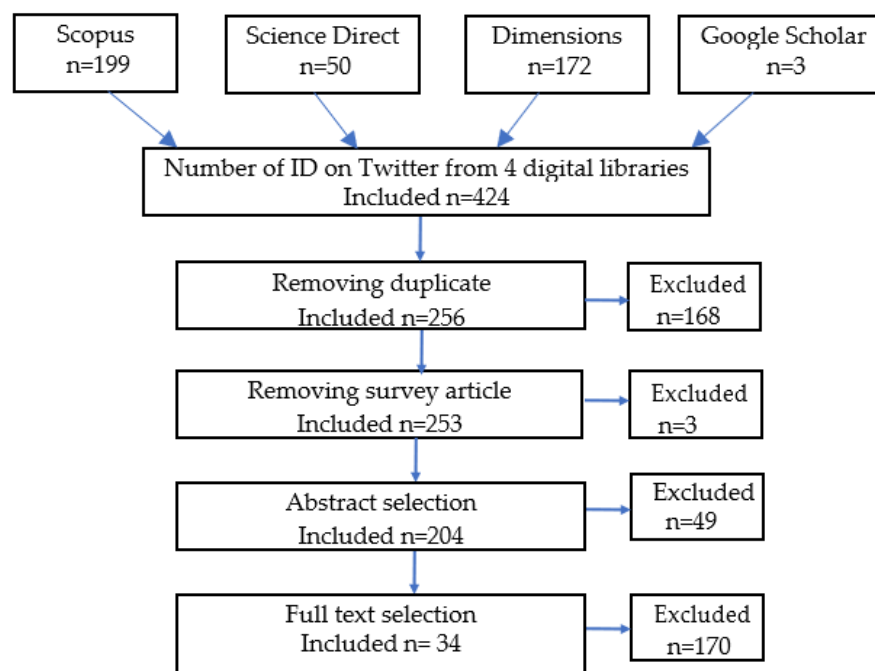 Scopus
n=199
Science Direct
n=50
Dimensions
n=172
Google Scholar
n=3
Number of ID on Twitter from 4 digital libraries
Included n=424
Removing duplicate
Included n=256
Excluded
n=168
Removing survey article
Included n=253
Excluded
n=3
Abstract selection
Included n=204
Excluded
n=49
Full text selection
Included n= 34
Excluded
n=170